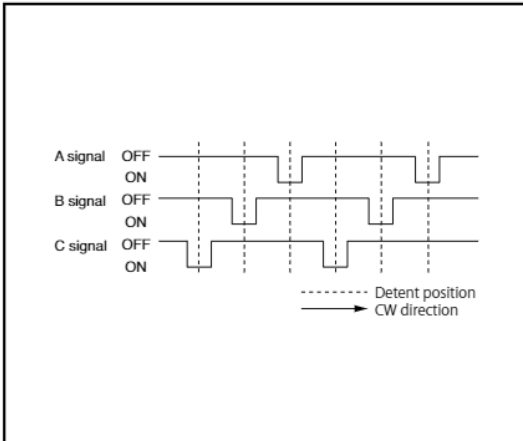 A signal OFF
ON
B signal OFF
ON
C signal OFF
ON
Detent position
CW direction